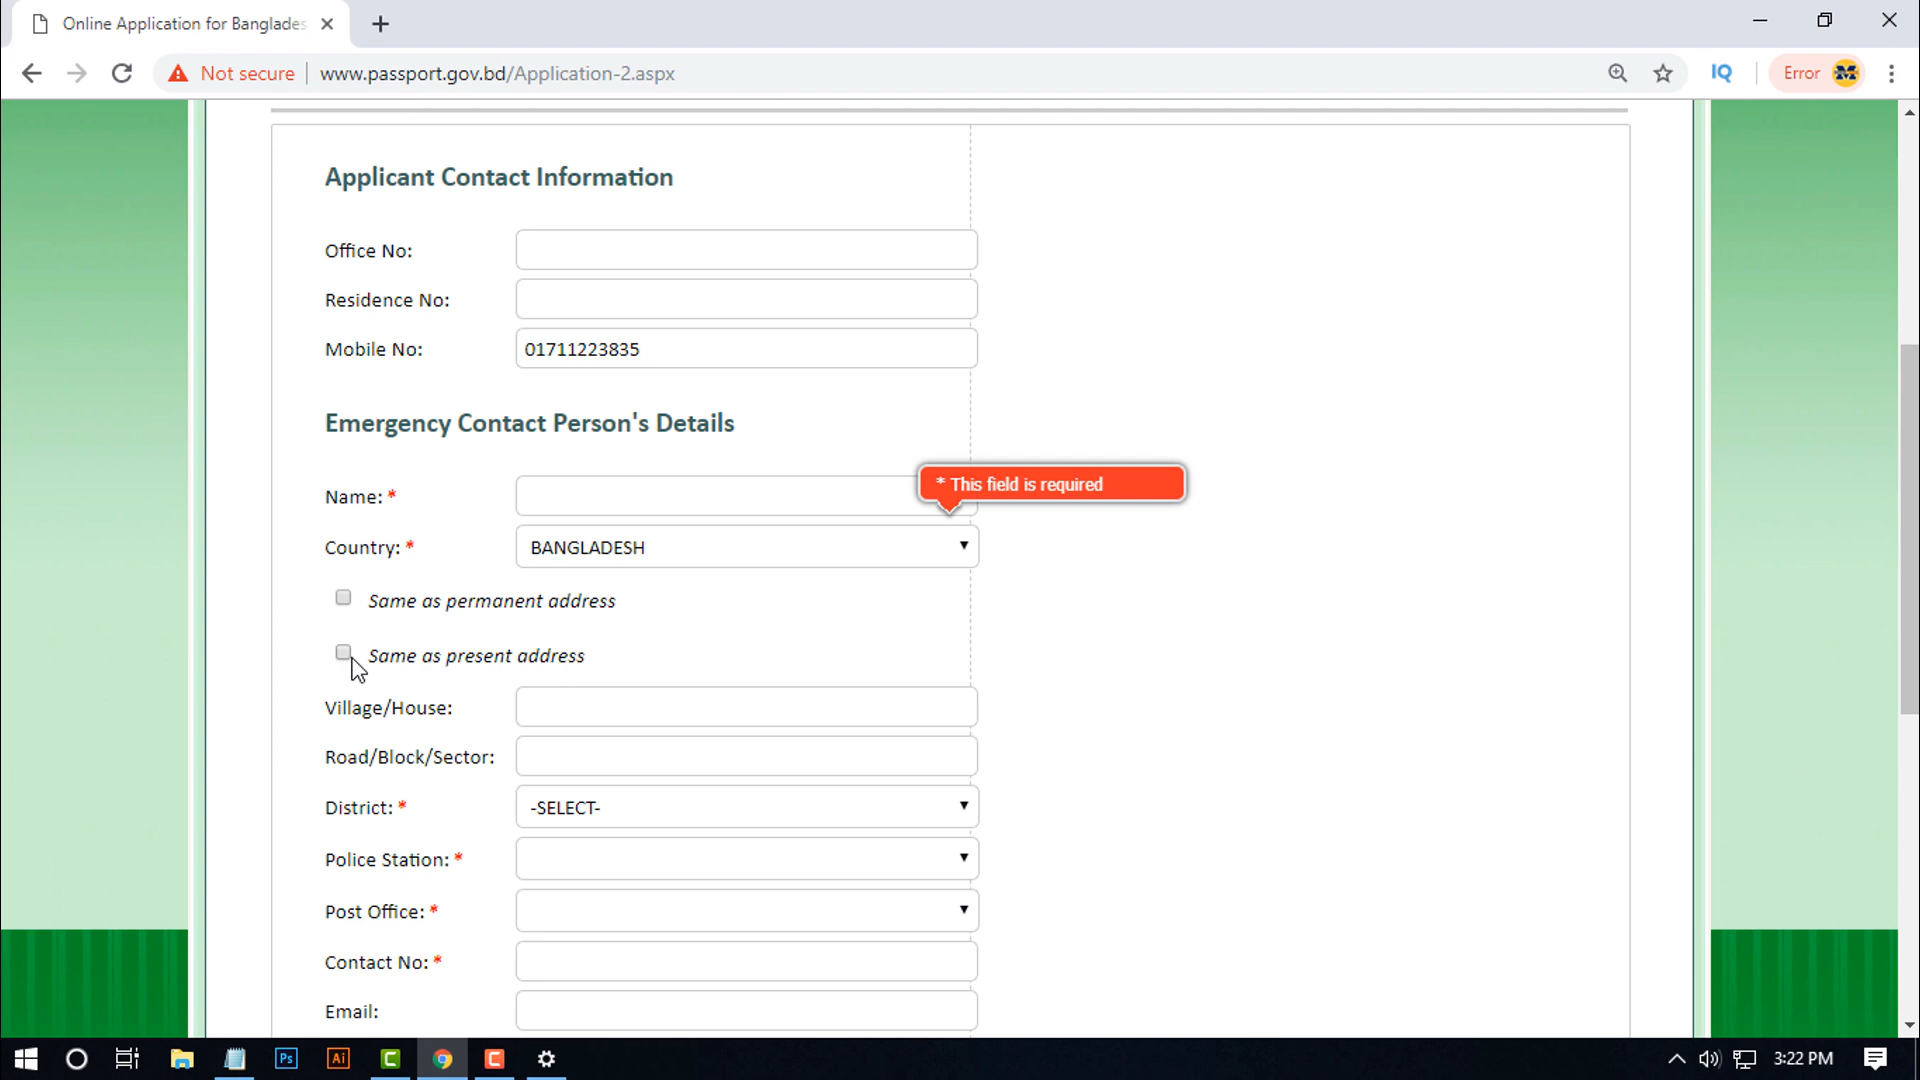 Online Application for Banglades
Not secure
www.passport.gov.bd/Application-2.aspx
IQ
Error
Applicant Contact Information
Office No:
Residence No:
Mobile No: 01711223835
Emergency Contact Person's Details
* This field is required
Name: *
Country: * BANGLADESH
Same as permanent address
Same as present address
Village/House:
Road/Block/Sector:
District: * -SELECT-
Police Station: *
Post Office: *
Contact No: *
Email:
Ps
Ai
C
C
3:22 PM